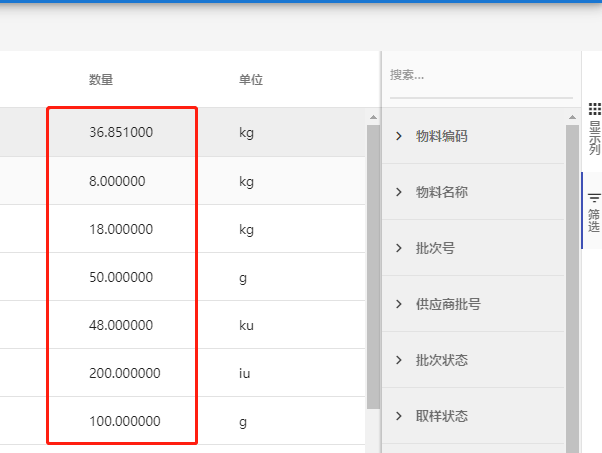 数量 单位 搜索...
36.851000 kg
8.000000 kg
18.000000 kg
50.000000 g
48.000000 ku
200.000000 iu
100.000000 g
物料编码
物料名称
批次号
供应商批号
批次状态
取样状态
显示列
筛选